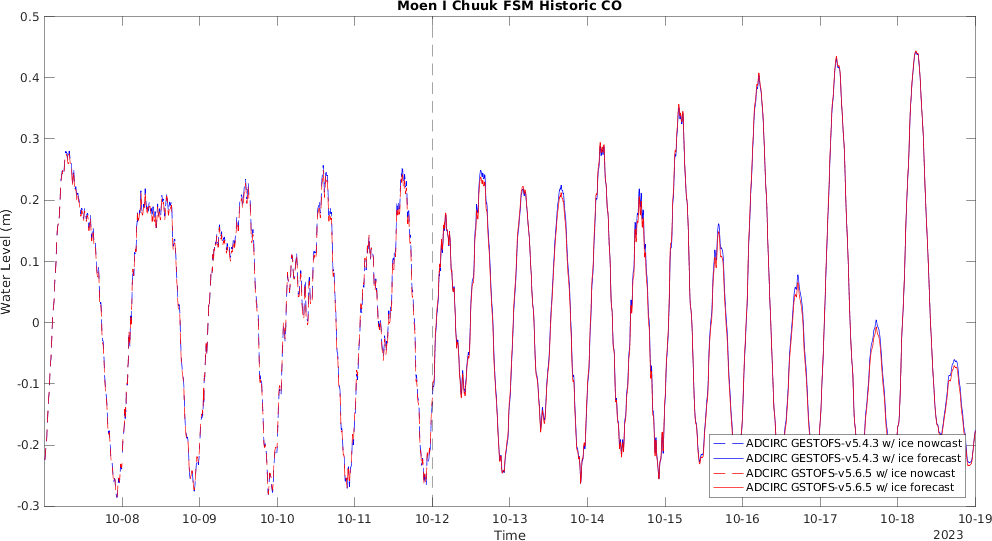 Moen I Chuuk FSM Historic CO
0.5
0.4
0.3
0.2
0.1
0
-0.1
-0.2
-0.3
Water Level (m)
ADCIRC GESTOFS-v5.4.3 w/ ice nowcast
ADCIRC GESTOFS-v5.4.3 w/ ice forecast
ADCIRC GSTOFS-v5.6.5 w/ ice nowcast
ADCIRC GSTOFS-v5.6.5 w/ ice forecast
10-08 10-09 10-10 10-11 10-12 10-13 10-14 10-15 10-16 10-17 10-18 10-19
Time
2023